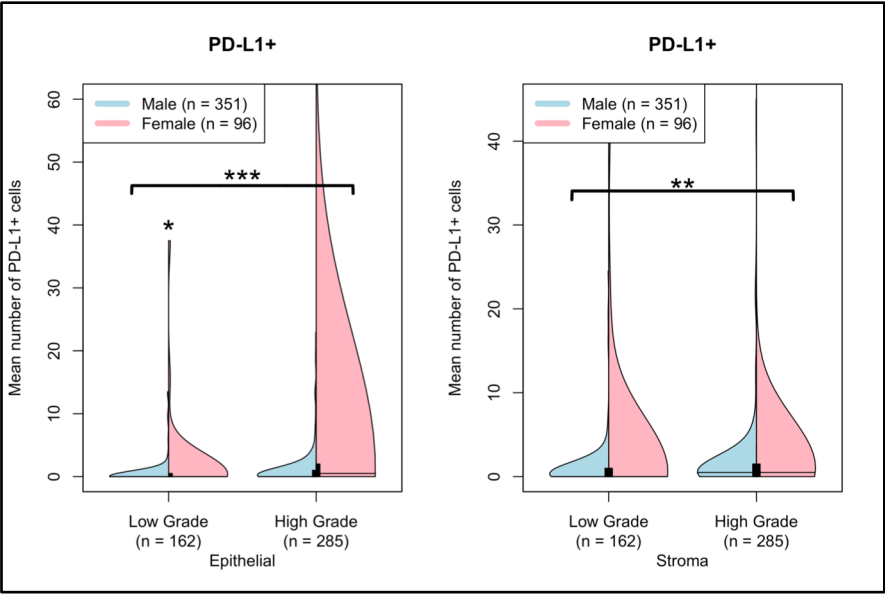 PD-L1+
Male (n = 351)
Female (n = 96)
Mean number of PD-L1+ cells
60
50
40
30
20
10
0
***
*
Low Grade
(n = 162)
High Grade
(n = 285)
Epithelial
PD-L1+
Male (n = 351)
Female (n = 96)
Mean number of PD-L1+ cells
40
30
20
10
0
**
Low Grade
(n = 162)
High Grade
(n = 285)
Stroma